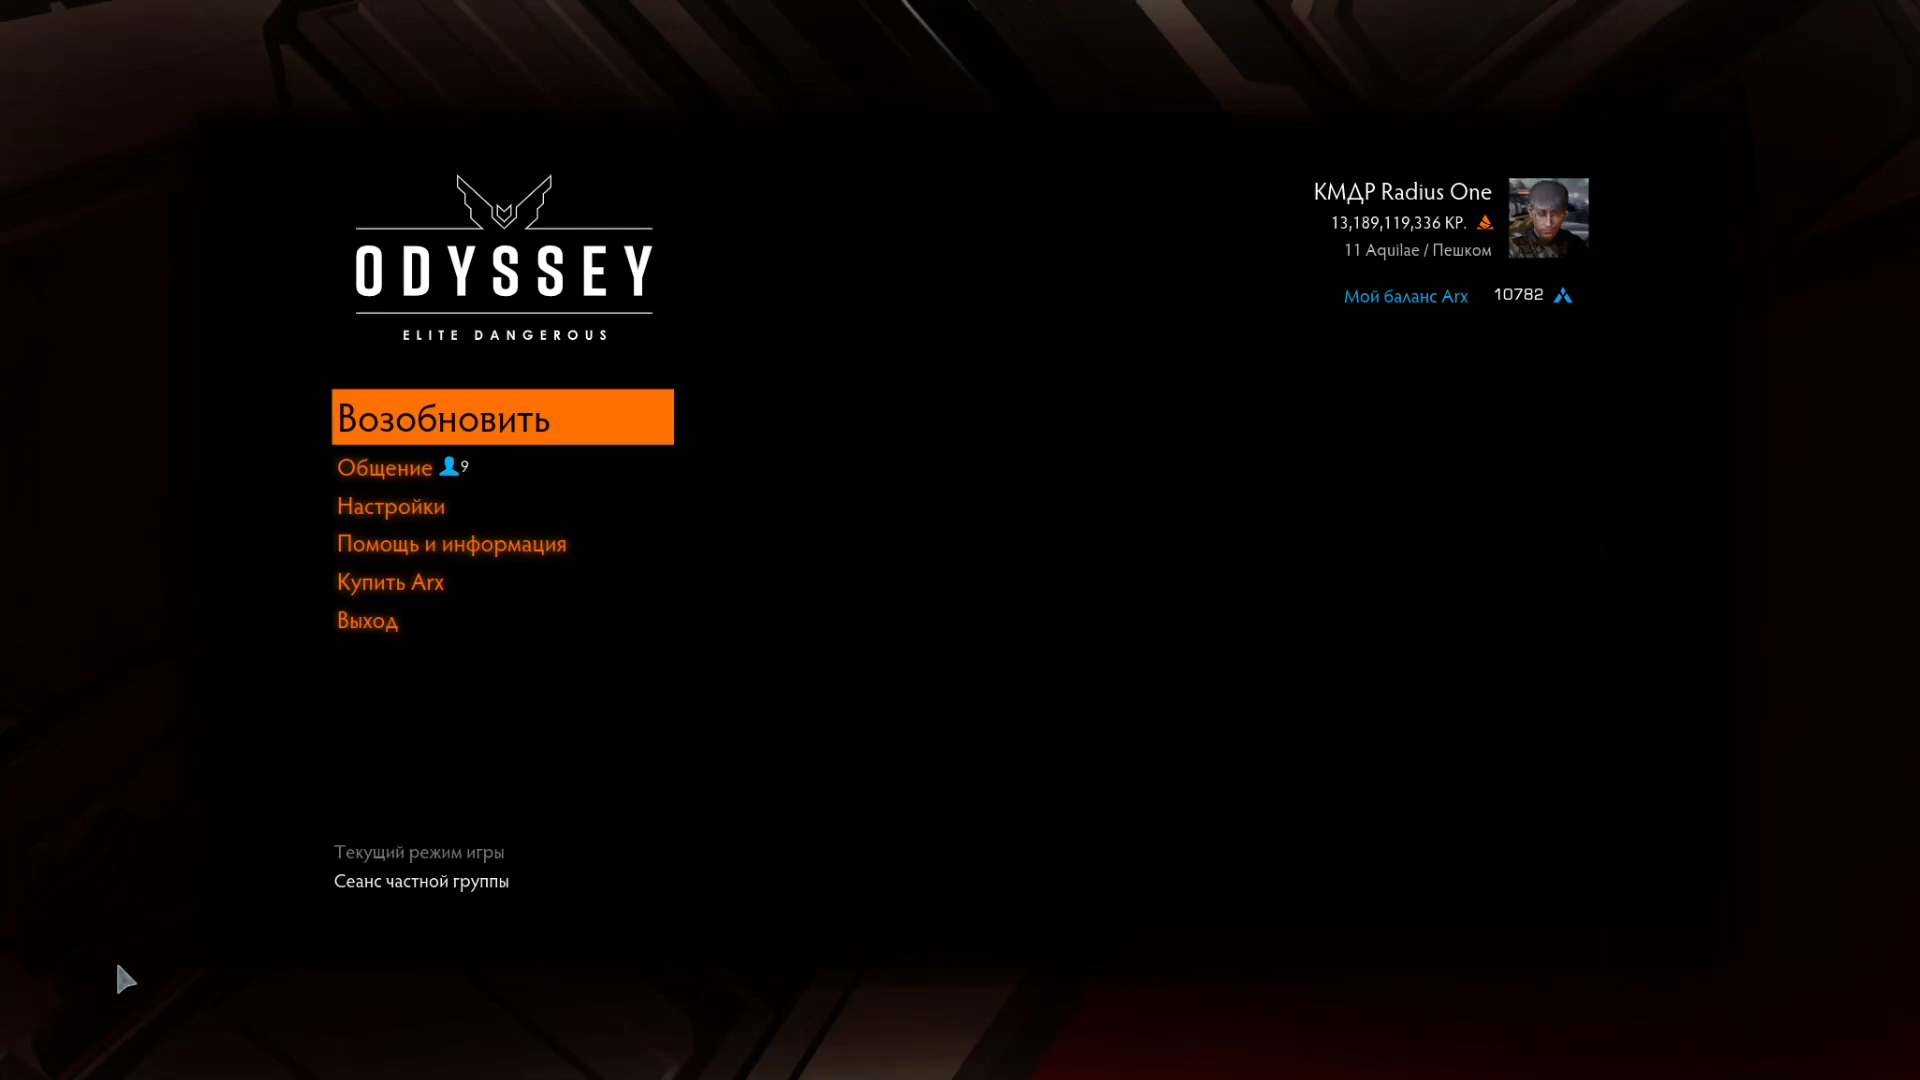 ODYSSEY
ELITE DANGEROUS
КМДР Radius One
13,189,119,336 КР.
11 Aquilae / Пешком
Мой баланс Arx 10782
Возобновить
Общение 9
Настройки
Помощь и информация
Купить Arx
Выход
Текущий режим игры
Сеанс частной группы